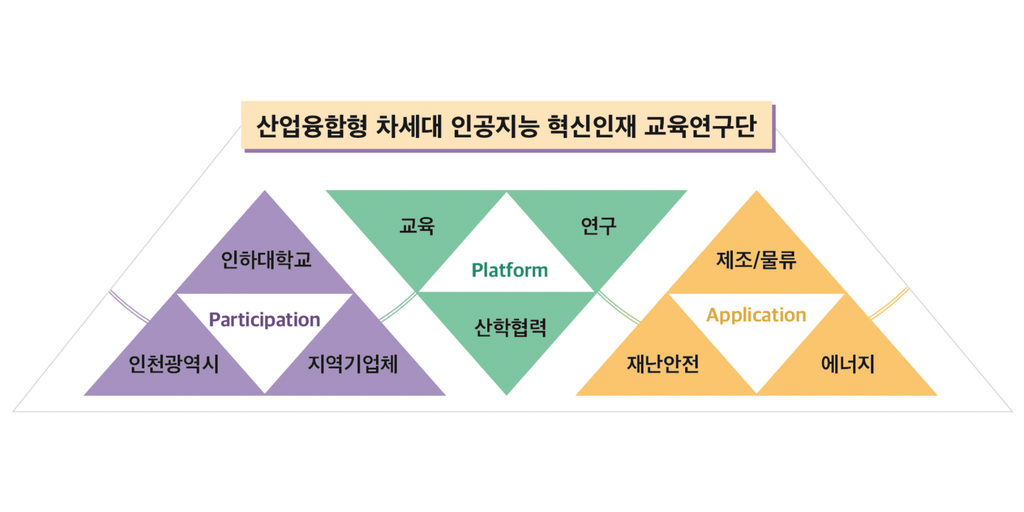 산업융합형 차세대 인공지능 혁신인재 교육연구단
인하대학교
Participation
인천광역시
지역기업체
교육
연구
Platform
산학협력
제조/물류
Application
재난안전
에너지